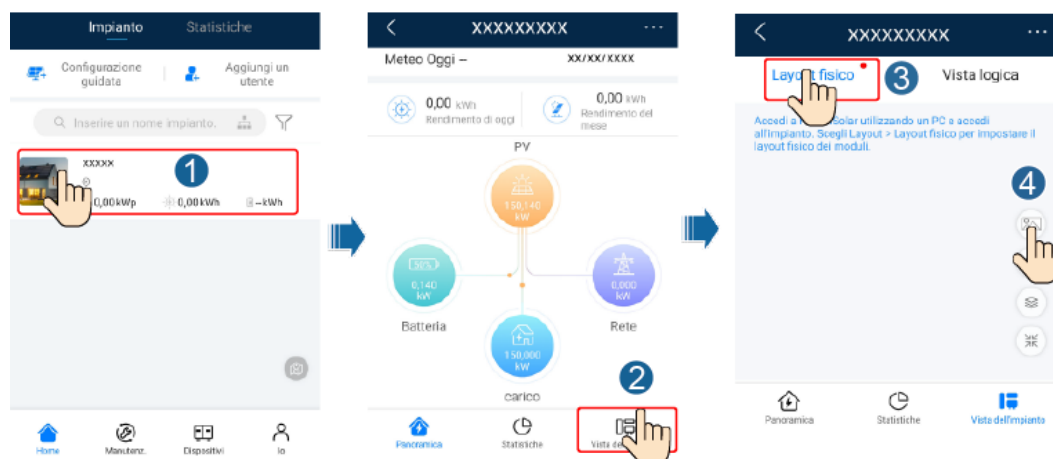 Impianto Statistiche
Configurazione
guidata
Aggiungi un
utente
Inserire un nome impianto.
xxxxx
1
0,00kWp 0,00kWh –kWh
Home Manutenz. Dispositivi Io
XXXXXXXXX
Meteo Oggi – XX/XX/XXXX
0,00 kWh
Rendimento di oggi
0,00 kWh
Rendimento del
mese
PV
150,140
kW
50%
0,140
kW
0,000
kW
Batteria Rete
150,000
kW
carico
2
Panoramica Statistiche Vista de
XXXXXXXXX
Layout fisico 3 Vista logica
Accedi a Solar utilizzando un PC e accedi
all'impianto. Scegli Layout > Layout fisico per impostare il
layout fisico dei moduli.
4
Panoramica Statistiche Vista dell'impianto